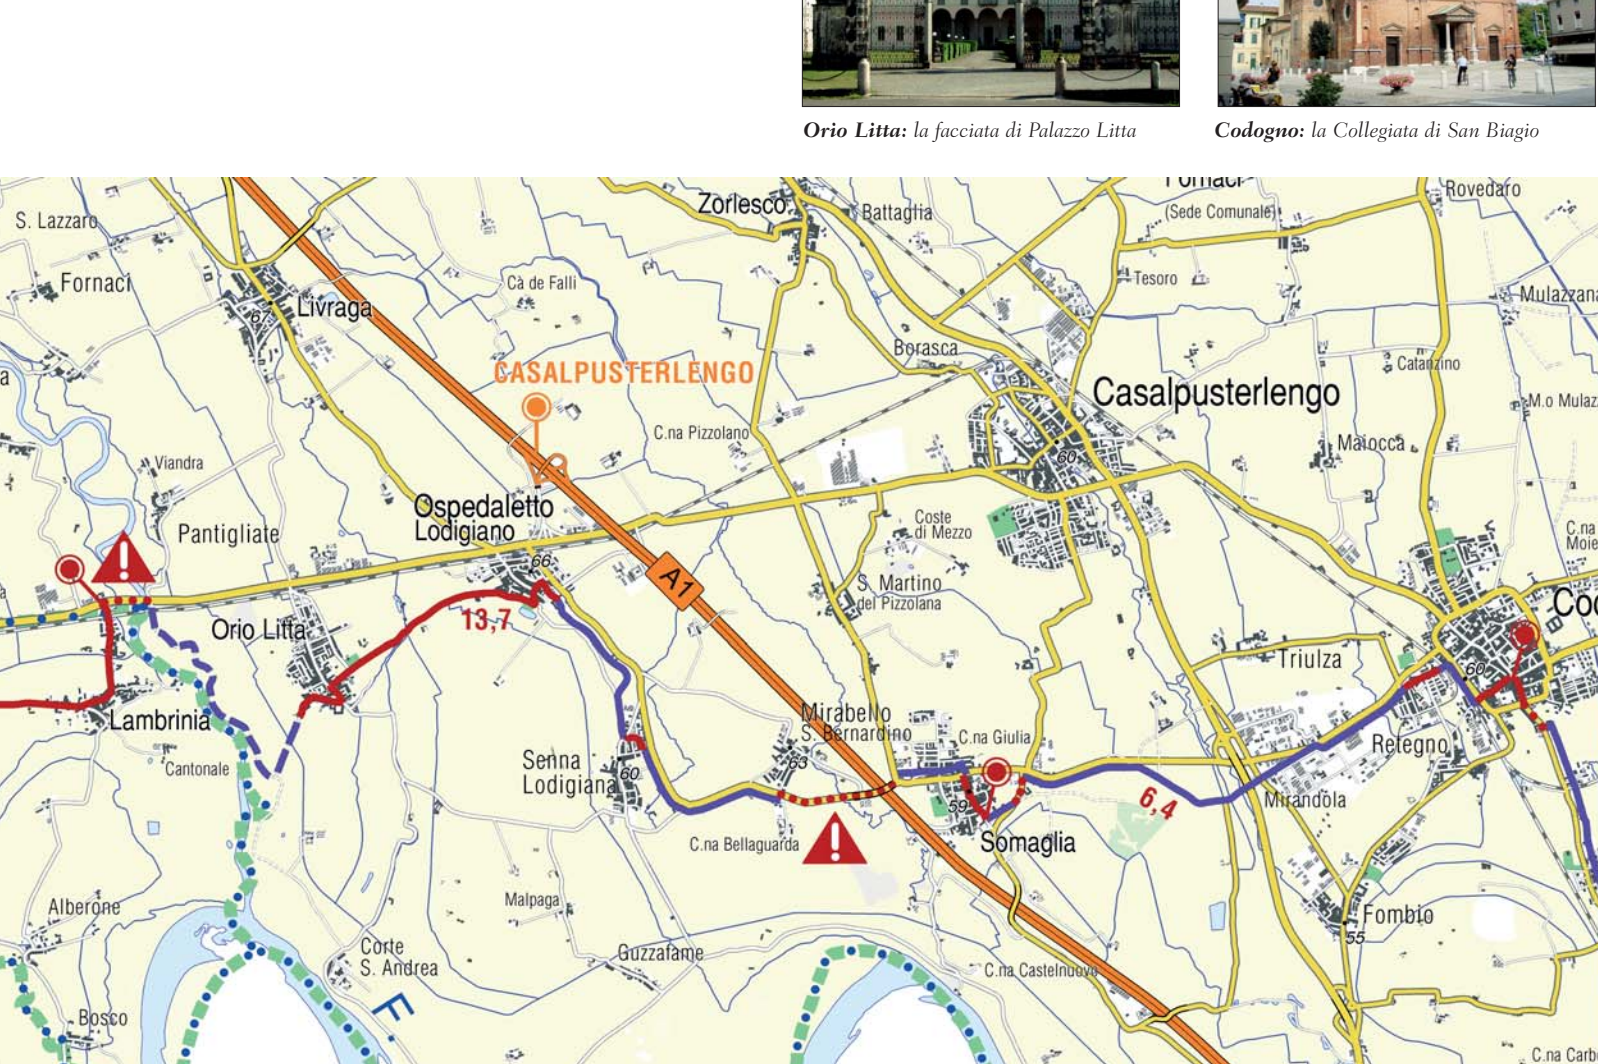 Orio Litta: la facciata di Palazzo Litta
Codogno: la Collegiata di San Biagio
S. Lazzaro
Fornaci
Livraga
67
Cà de Falli
Zorlesco
Battaglia
Fornaci
(Sede Comunale)
Rovedaro
Tesoro
Mulazzana
Borasca
Catanzino
CASALPUSTERLENGO
Casalpusterlengo
60
M.o Mulaz
C.na Pizzolano
Maiocca
Viandra
Pantigliate
Ospedaletto
Lodigiano
66
Coste
di Mezzo
C.na
Moie
A1
S. Martino
del Pizzolana
13,7
Orio Litta
Triulza
60
Lambrinia
Cantonale
Mirabello
S. Bernardino
63
C.na Giulia
Retegno
Senna
Lodigiana
60
59
6,4
Mirandola
C.na Bellaguarda
Somaglia
Alberone
Malpaga
Fombio
55
Corte
S. Andrea
Guzzafame
C.na Castelnuovo
F.
Bosco
C.na Carb